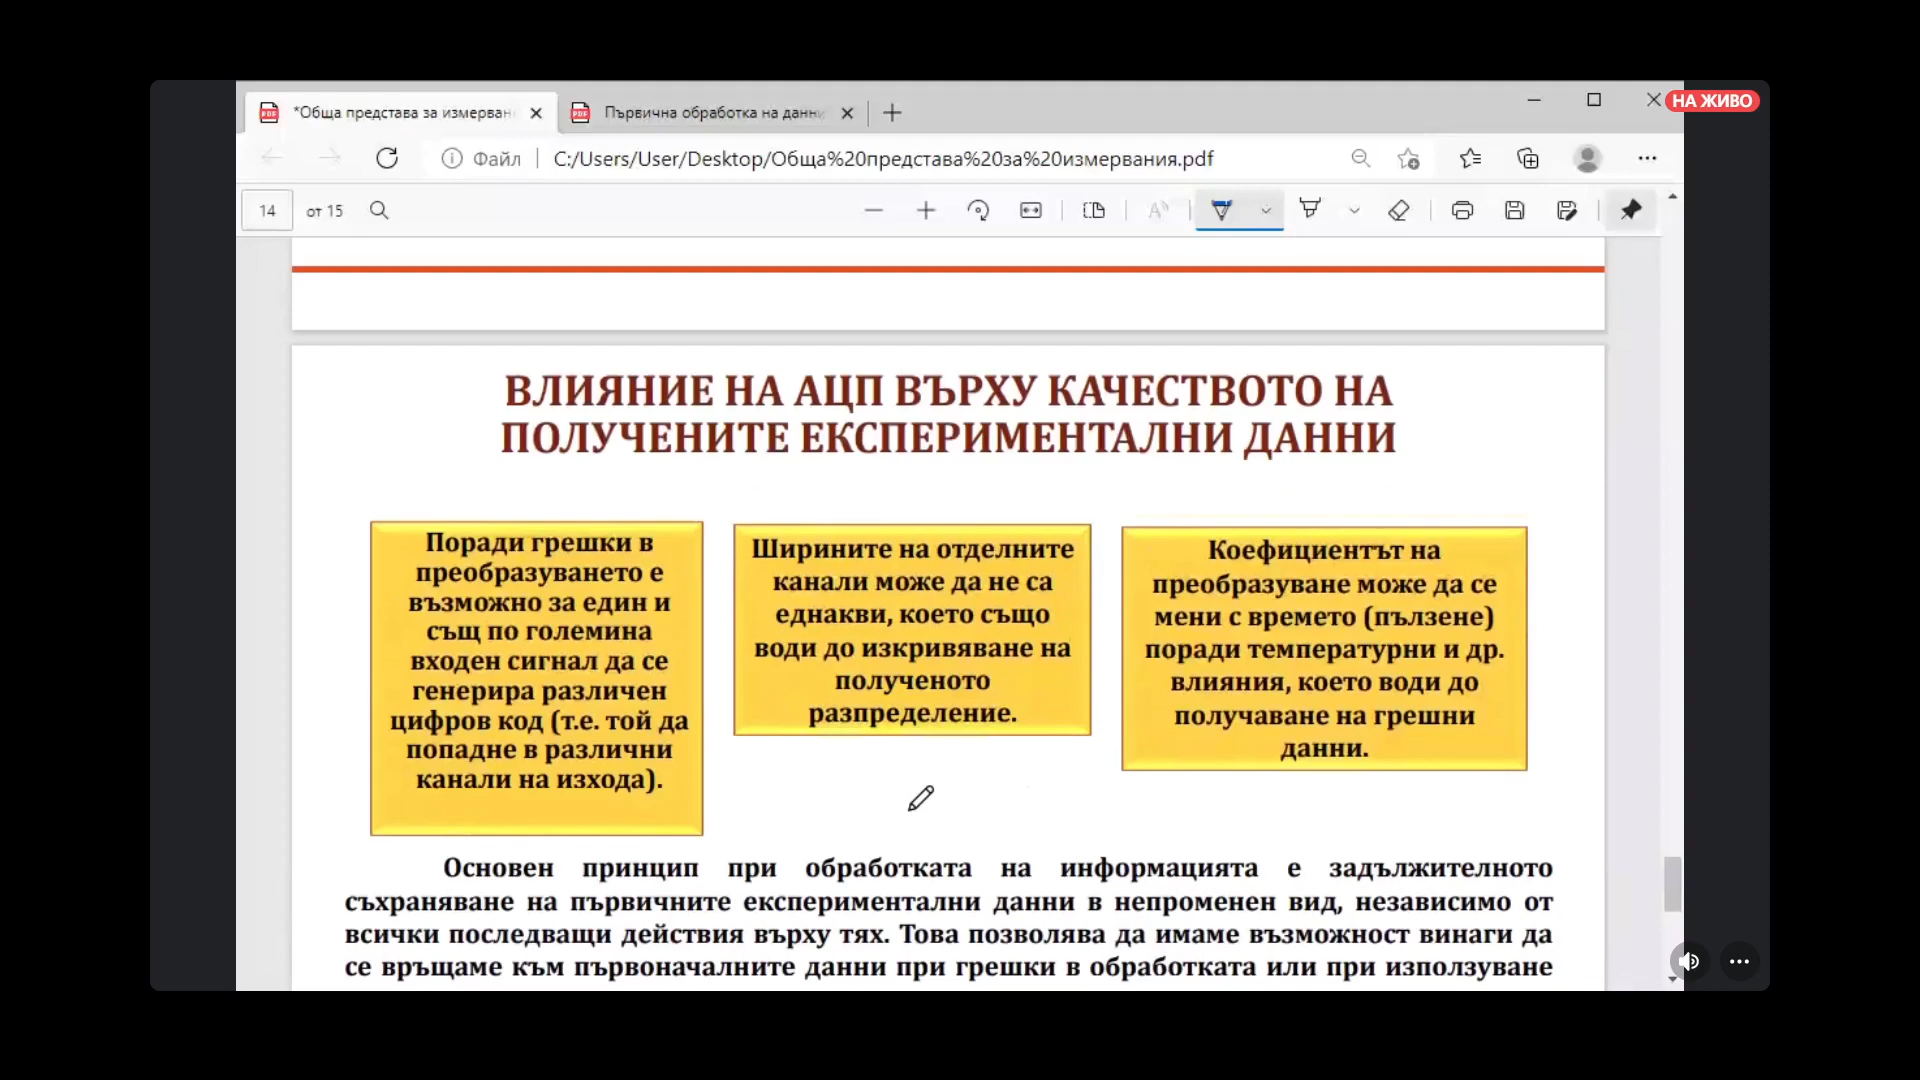 *Обща представа за измерван
Първична обработка на данни
НА ЖИВО
Файл
C:/Users/User/Desktop/Обща%20представа%20за%20измервания.pdf
14
от 15
ВЛИЯНИЕ НА АЦП ВЪРХУ КАЧЕСТВОТО НА
ПОЛУЧЕНИТЕ ЕКСПЕРИМЕНТАЛНИ ДАННИ
Поради грешки в
преобразуването е
възможно за един и
същ по големина
входен сигнал да се
генерира различен
цифров код (т.е. той да
попадне в различни
канали на изхода).
Ширините на отделните
канали може да не са
еднакви, което също
води до изкривяване на
полученото
разпределение.
Коефициентът на
преобразуване може да се
мени с времето (пълзене)
поради температурни и др.
влияния, което води до
получаване на грешни
данни.
Основен принцип при обработката на информацията е задължителното
съхраняване на първичните експериментални данни в непроменен вид, независимо от
всички последващи действия върху тях. Това позволява да имаме възможност винаги да
се връщаме към първоначалните данни при грешки в обработката или при използуване